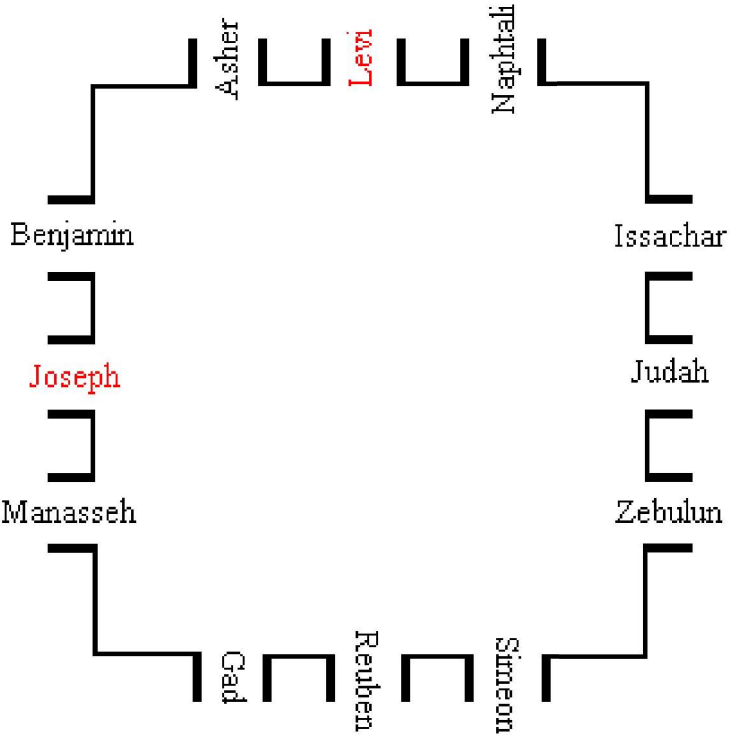 Asher
Levi
Naphtali
Benjamin
Issachar
Joseph
Judah
Manasseh
Zebulun
Gad
Reuben
Simeon